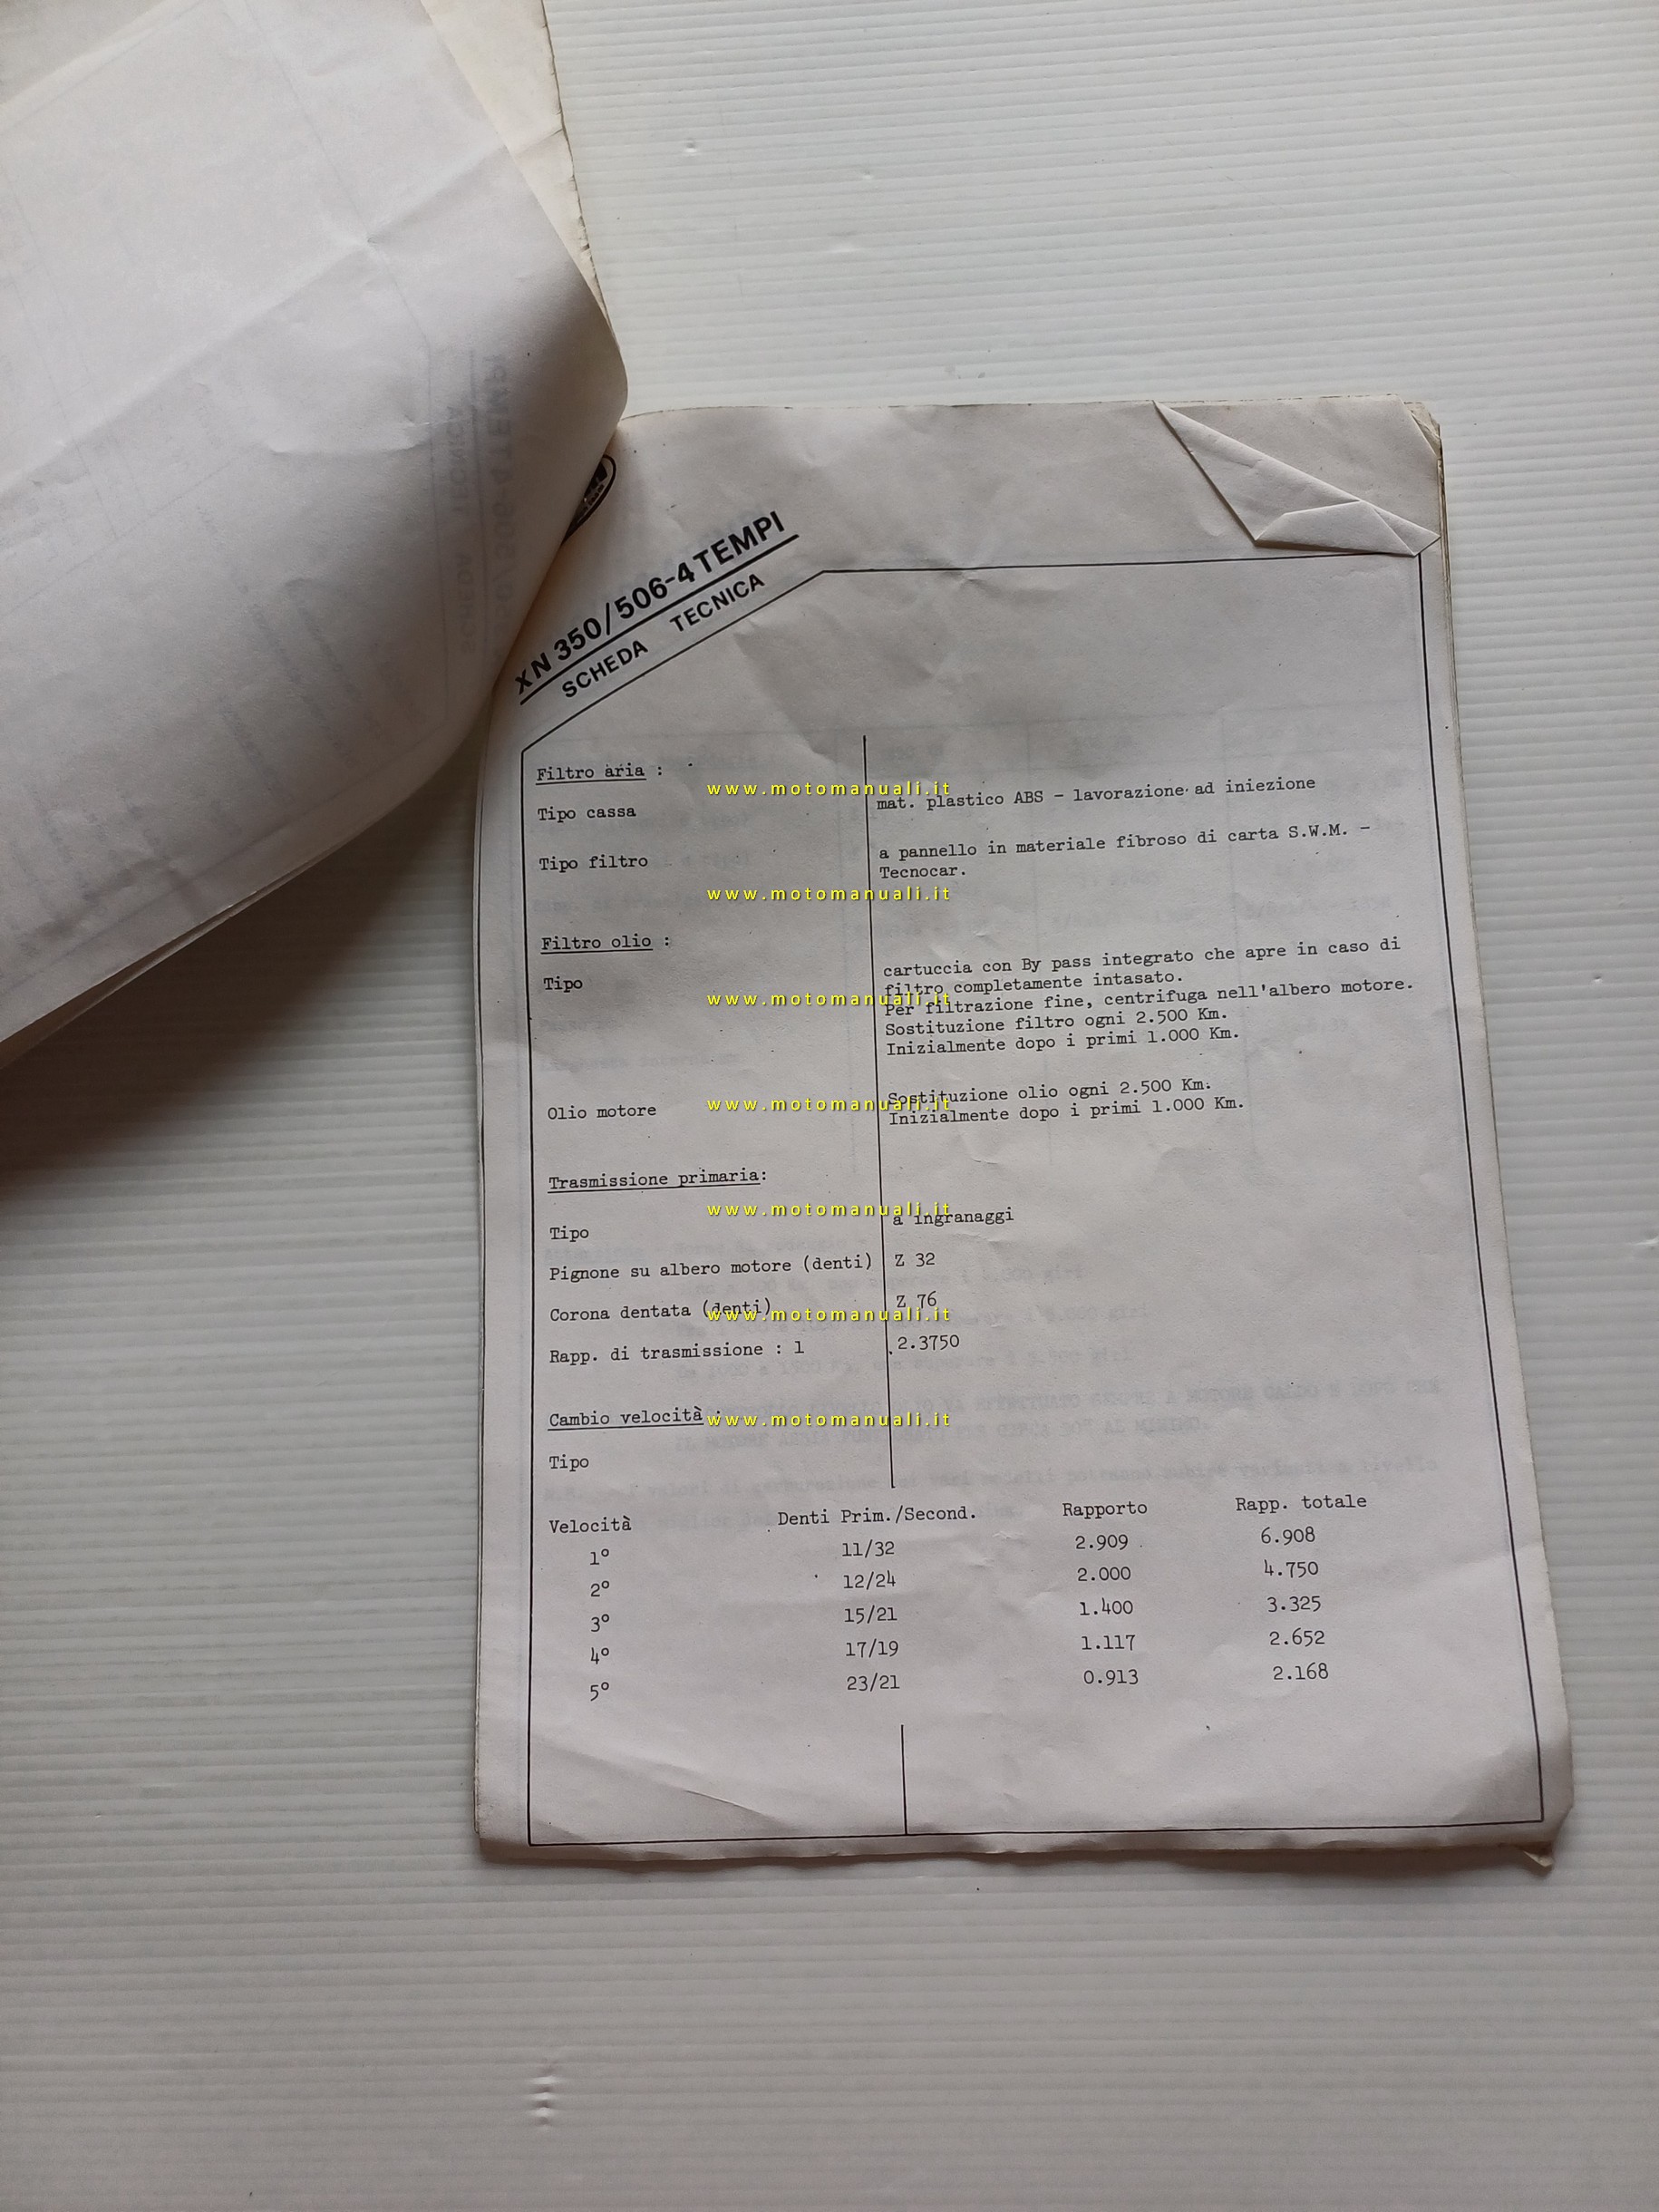 XN 350/506-4 TEMPI
SCHEDA TECNICA
Filtro aria :
www.motomanuali.it
Tipo cassa mat. plastico ABS - lavorazione ad iniezione
Tipo filtro a pannello in materiale fibroso di carta S.W.M. -
Tecnocar.
www.motomanuali.it
Filtro olio :
Tipo cartuccia con By pass integrato che apre in caso di
filtro completamente intasato.
www.motomanuali.it
Per filtrazione fine, centrifuga nell'albero motore.
Sostituzione filtro ogni 2.500 Km.
Inizialmente dopo i primi 1.000 Km.
Olio motore Sostituzione olio ogni 2.500 Km.
www.motomanuali.it
Inizialmente dopo i primi 1.000 Km.
Trasmissione primaria:
www.motomanuali.it
Tipo a ingranaggi
Pignone su albero motore (denti) Z 32
Corona dentata (denti) Z 76
www.motomanuali.it
Rapp. di trasmissione : 1 2.3750
Cambio velocità :
www.motomanuali.it
Tipo
Velocità Denti Prim./Second. Rapporto Rapp. totale
1º 11/32 2.909 6.908
2º 12/24 2.000 4.750
3º 15/21 1.400 3.325
4º 17/19 1.117 2.652
5º 23/21 0.913 2.168